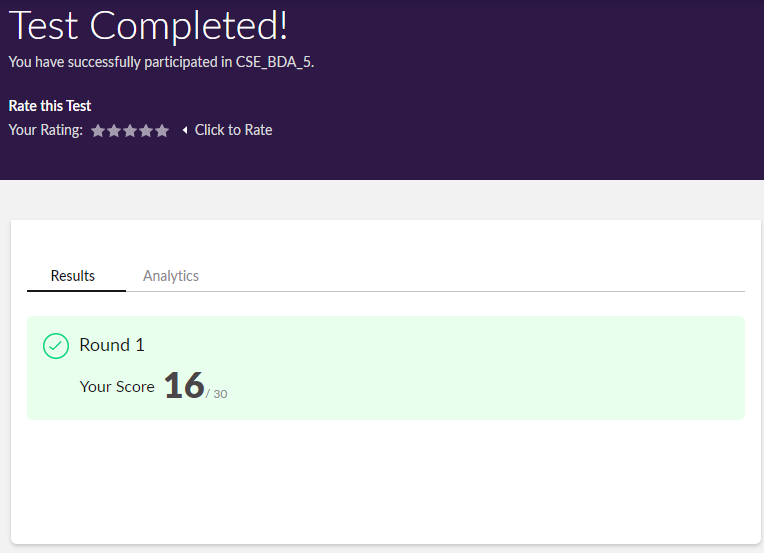 Test Completed!
You have successfully participated in CSE_BDA_5.
Rate this Test
Your Rating: Click to Rate
Results Analytics
Round 1
Your Score 16 / 30